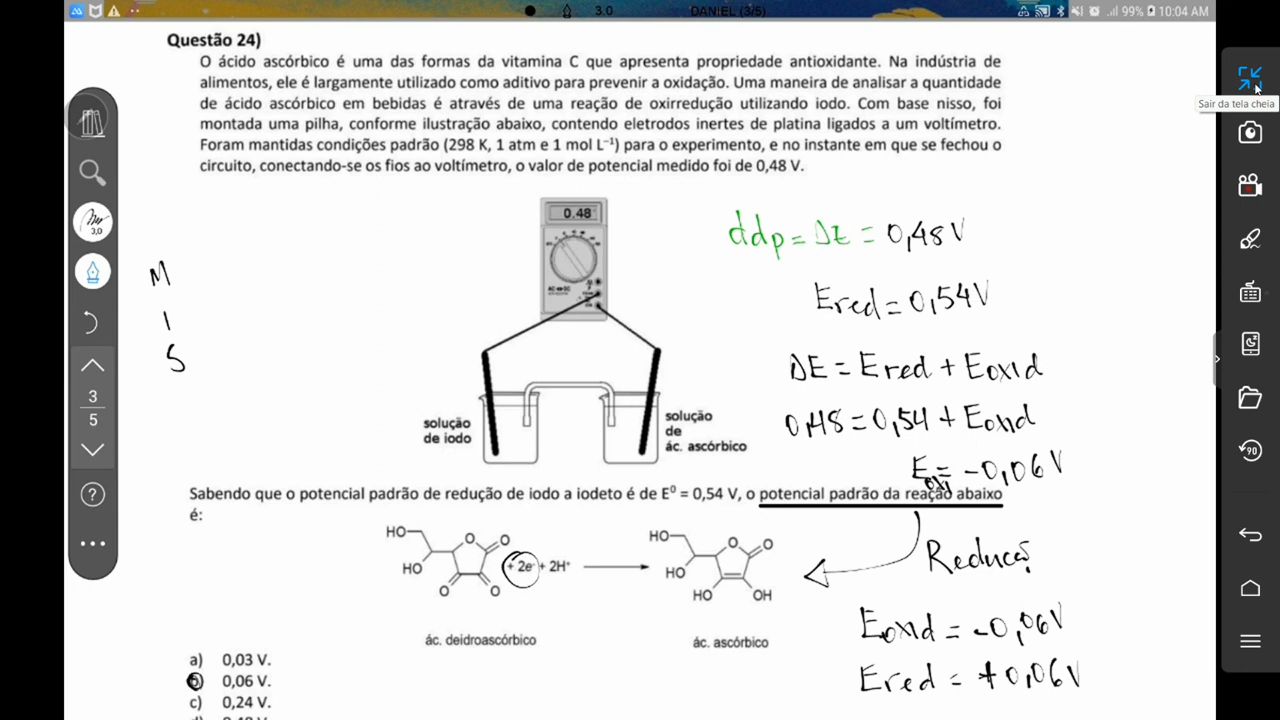 3.0
DANIEL (3/5)
99%
10:04 AM
Questão 24)
O ácido ascórbico é uma das formas da vitamina C que apresenta propriedade antioxidante. Na indústria de
alimentos, ele é largamente utilizado como aditivo para prevenir a oxidação. Uma maneira de analisar a quantidade
de ácido ascórbico em bebidas é através de uma reação de oxirredução utilizando iodo. Com base nisso, foi
montada uma pilha, conforme ilustração abaixo, contendo eletrodos inertes de platina ligados a um voltímetro.
Foram mantidas condições padrão (298 K, 1 atm e 1 mol L⁻¹) para o experimento, e no instante em que se fechou o
circuito, conectando-se os fios ao voltímetro, o valor de potencial medido foi de 0,48 V.
Sair da tela cheia
3,0
3
5
?
90
M
I
S
0.48
solução
de iodo
solução
de
ác. ascórbico
ddp = ΔE = 0,48 V
Ered = 0,54 V
ΔE = Ered + Eoxid
0,48 = 0,54 + Eoxid
Eoxi = -0,06 V
Sabendo que o potencial padrão de redução de iodo a iodeto é de E⁰ = 0,54 V, o potencial padrão da reação abaixo
é:
HO
HO
O
O
O
O
+ 2e⁻ + 2H⁺
HO
HO
O
O
HO
OH
ác. deidroascórbico
ác. ascórbico
Eoxid = -0,06 V
Ered = +0,06 V
a) 0,03 V.
b) 0,06 V.
c) 0,24 V.